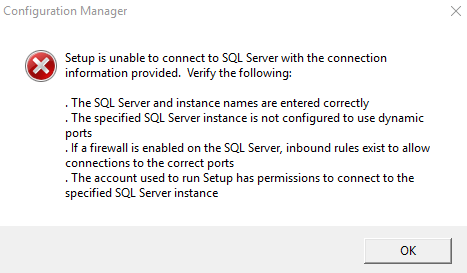 Configuration Manager
Setup is unable to connect to SQL Server with the connection
information provided.  Verify the following:
. The SQL Server and instance names are entered correctly
. The specified SQL Server instance is not configured to use dynamic
ports
. If a firewall is enabled on the SQL Server, inbound rules exist to allow
connections to the correct ports
. The account used to run Setup has permissions to connect to the
specified SQL Server instance
OK